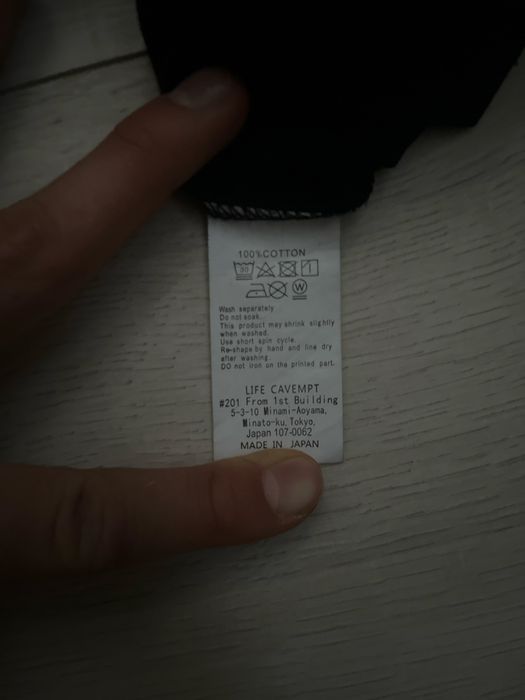 100%COTTON
30
W
Wash separately
Do not soak.
This product may shrink slightly
when washed.
Use short spin cycle.
Re-shape by hand and line dry
after washing.
DO not iron on the printed part.
LIFE CAVEMPT
#201 From 1st Building
5-3-10 Minami-Aoyama,
Minato-ku, Tokyo,
Japan 107-0062
MADE IN JAPAN